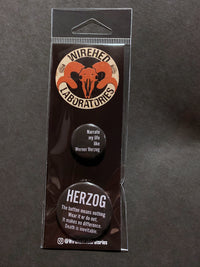 WIREHED
LABORATORIES
Narrate
my life
like
Werner Herzog
HERZOG
The button means nothing.
Wear it or do not.
It makes no difference.
Death is inevitable.